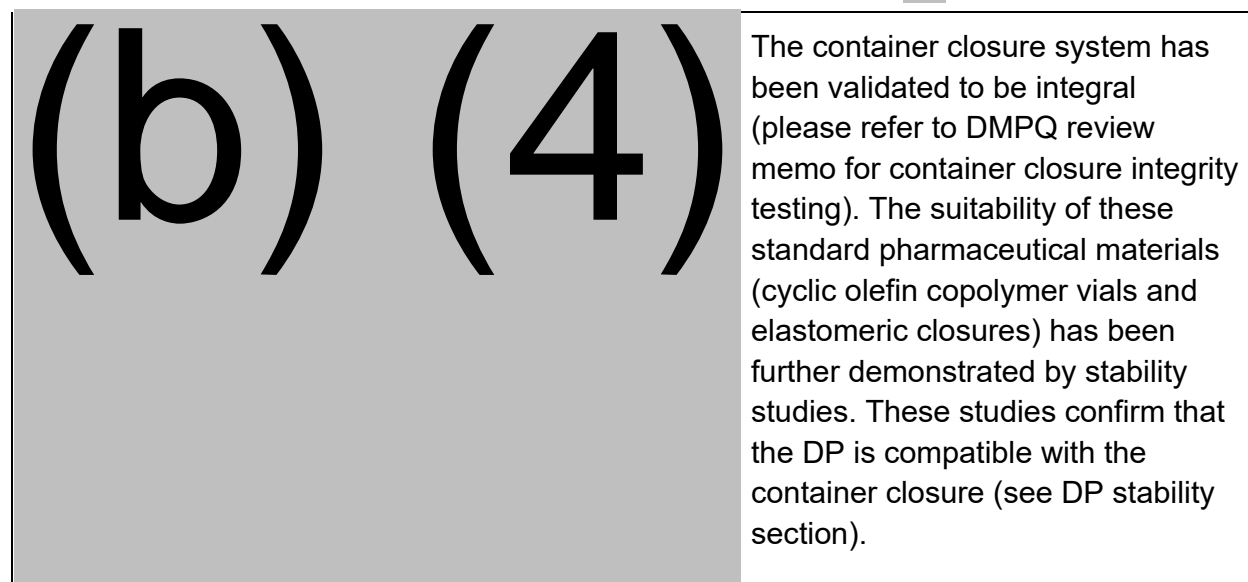 (b) (4)
The container closure system has
been validated to be integral
(please refer to DMPQ review
memo for container closure integrity
testing). The suitability of these
standard pharmaceutical materials
(cyclic olefin copolymer vials and
elastomeric closures) has been
further demonstrated by stability
studies. These studies confirm that
the DP is compatible with the
container closure (see DP stability
section).